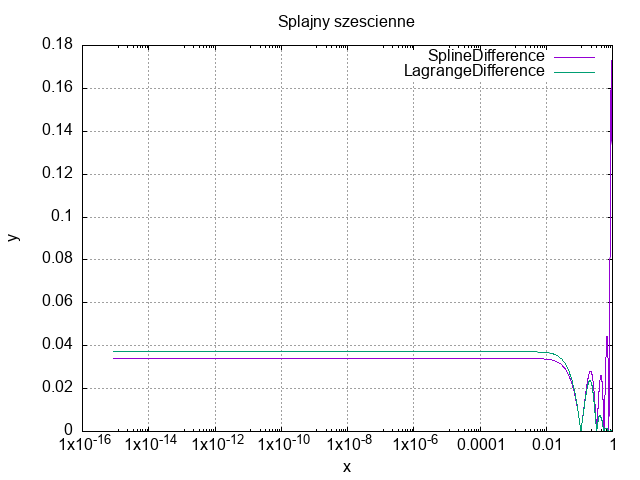 Splajny szescienne
SplineDifference
LagrangeDifference
0.18
0.16
0.14
0.12
0.1
0.08
0.06
0.04
0.02
0
y
1x10-16 1x10-14 1x10-12 1x10-10 1x10-8 1x10-6 0.0001 0.01 1
x